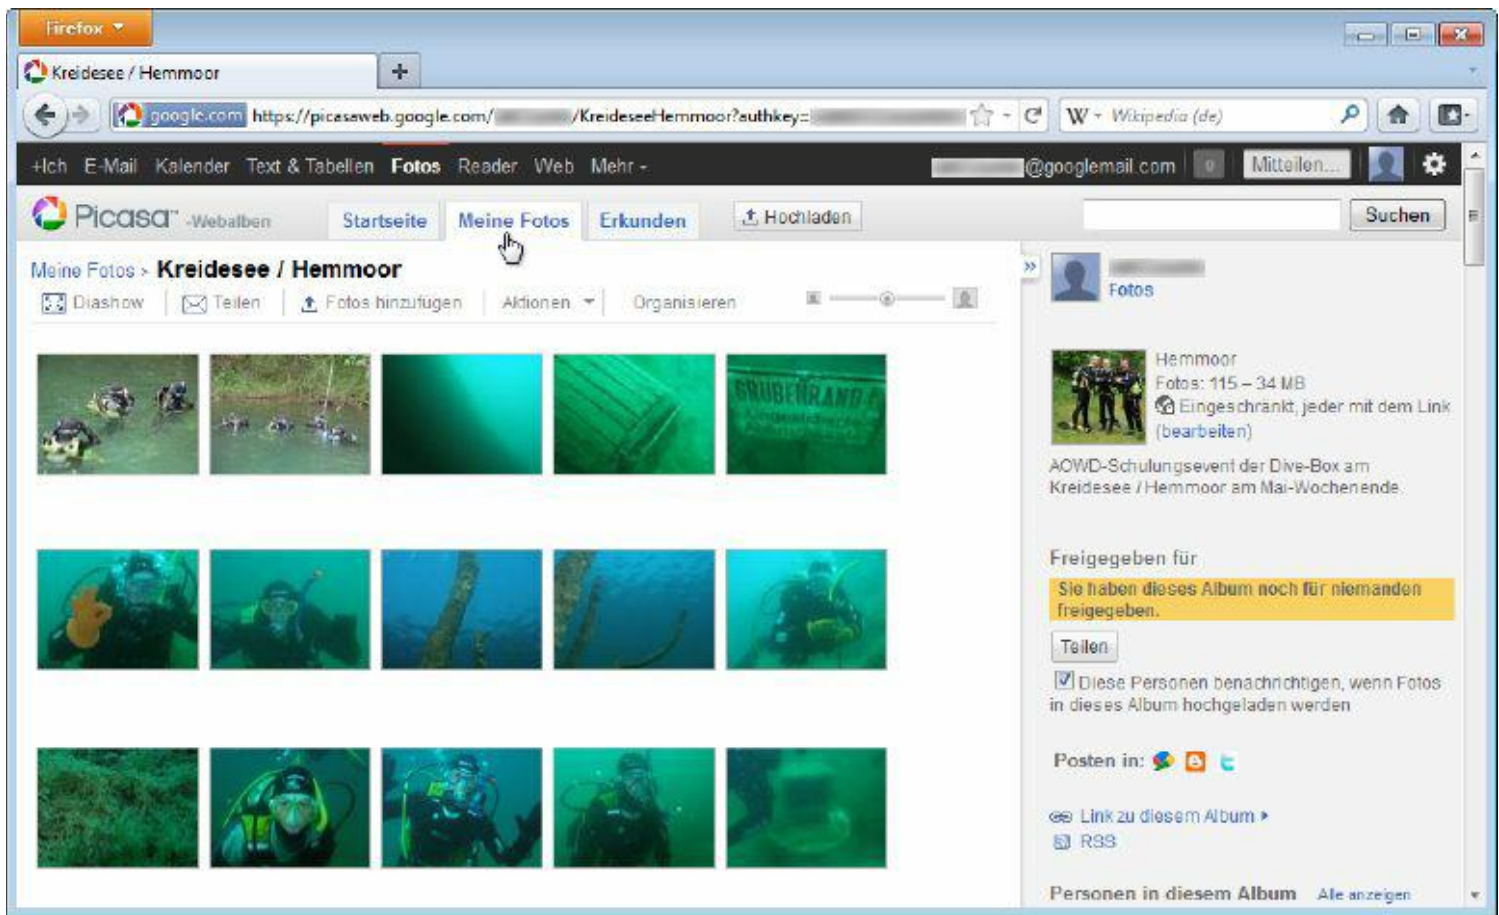 Firefox
Kreidesee / Hemmoor
google.com https://picasaweb.google.com/ /KreideseeHemmoor?authkey=
W Wikipedia (de)
+Ich E-Mail Kalender Text & Tabellen Fotos Reader Web Mehr
@googlemail.com 0 Mitteilen...
Picasa™ -Webalben Startseite Meine Fotos Erkunden Hochladen Suchen
Meine Fotos > Kreidesee / Hemmoor
Diashow Teilen Fotos hinzufügen Aktionen Organisieren
»
Fotos
GRUBENRAND
Hemmoor
Fotos: 115 – 34 MB
Eingeschränkt, jeder mit dem Link
(bearbeiten)
AOWD-Schulungsevent der Dive-Box am
Kreidesee / Hemmoor am Mai-Wochenende.
Freigegeben für
Sie haben dieses Album noch für niemanden
freigegeben.
Teilen
Diese Personen benachrichtigen, wenn Fotos
in dieses Album hochgeladen werden
Posten in:
Link zu diesem Album
RSS
Personen in diesem Album Alle anzeigen